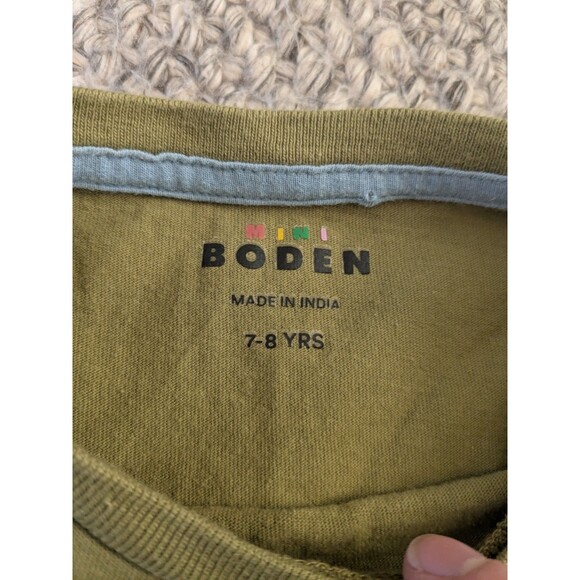 MINI
BODEN
MADE IN INDIA
7-8 YRS